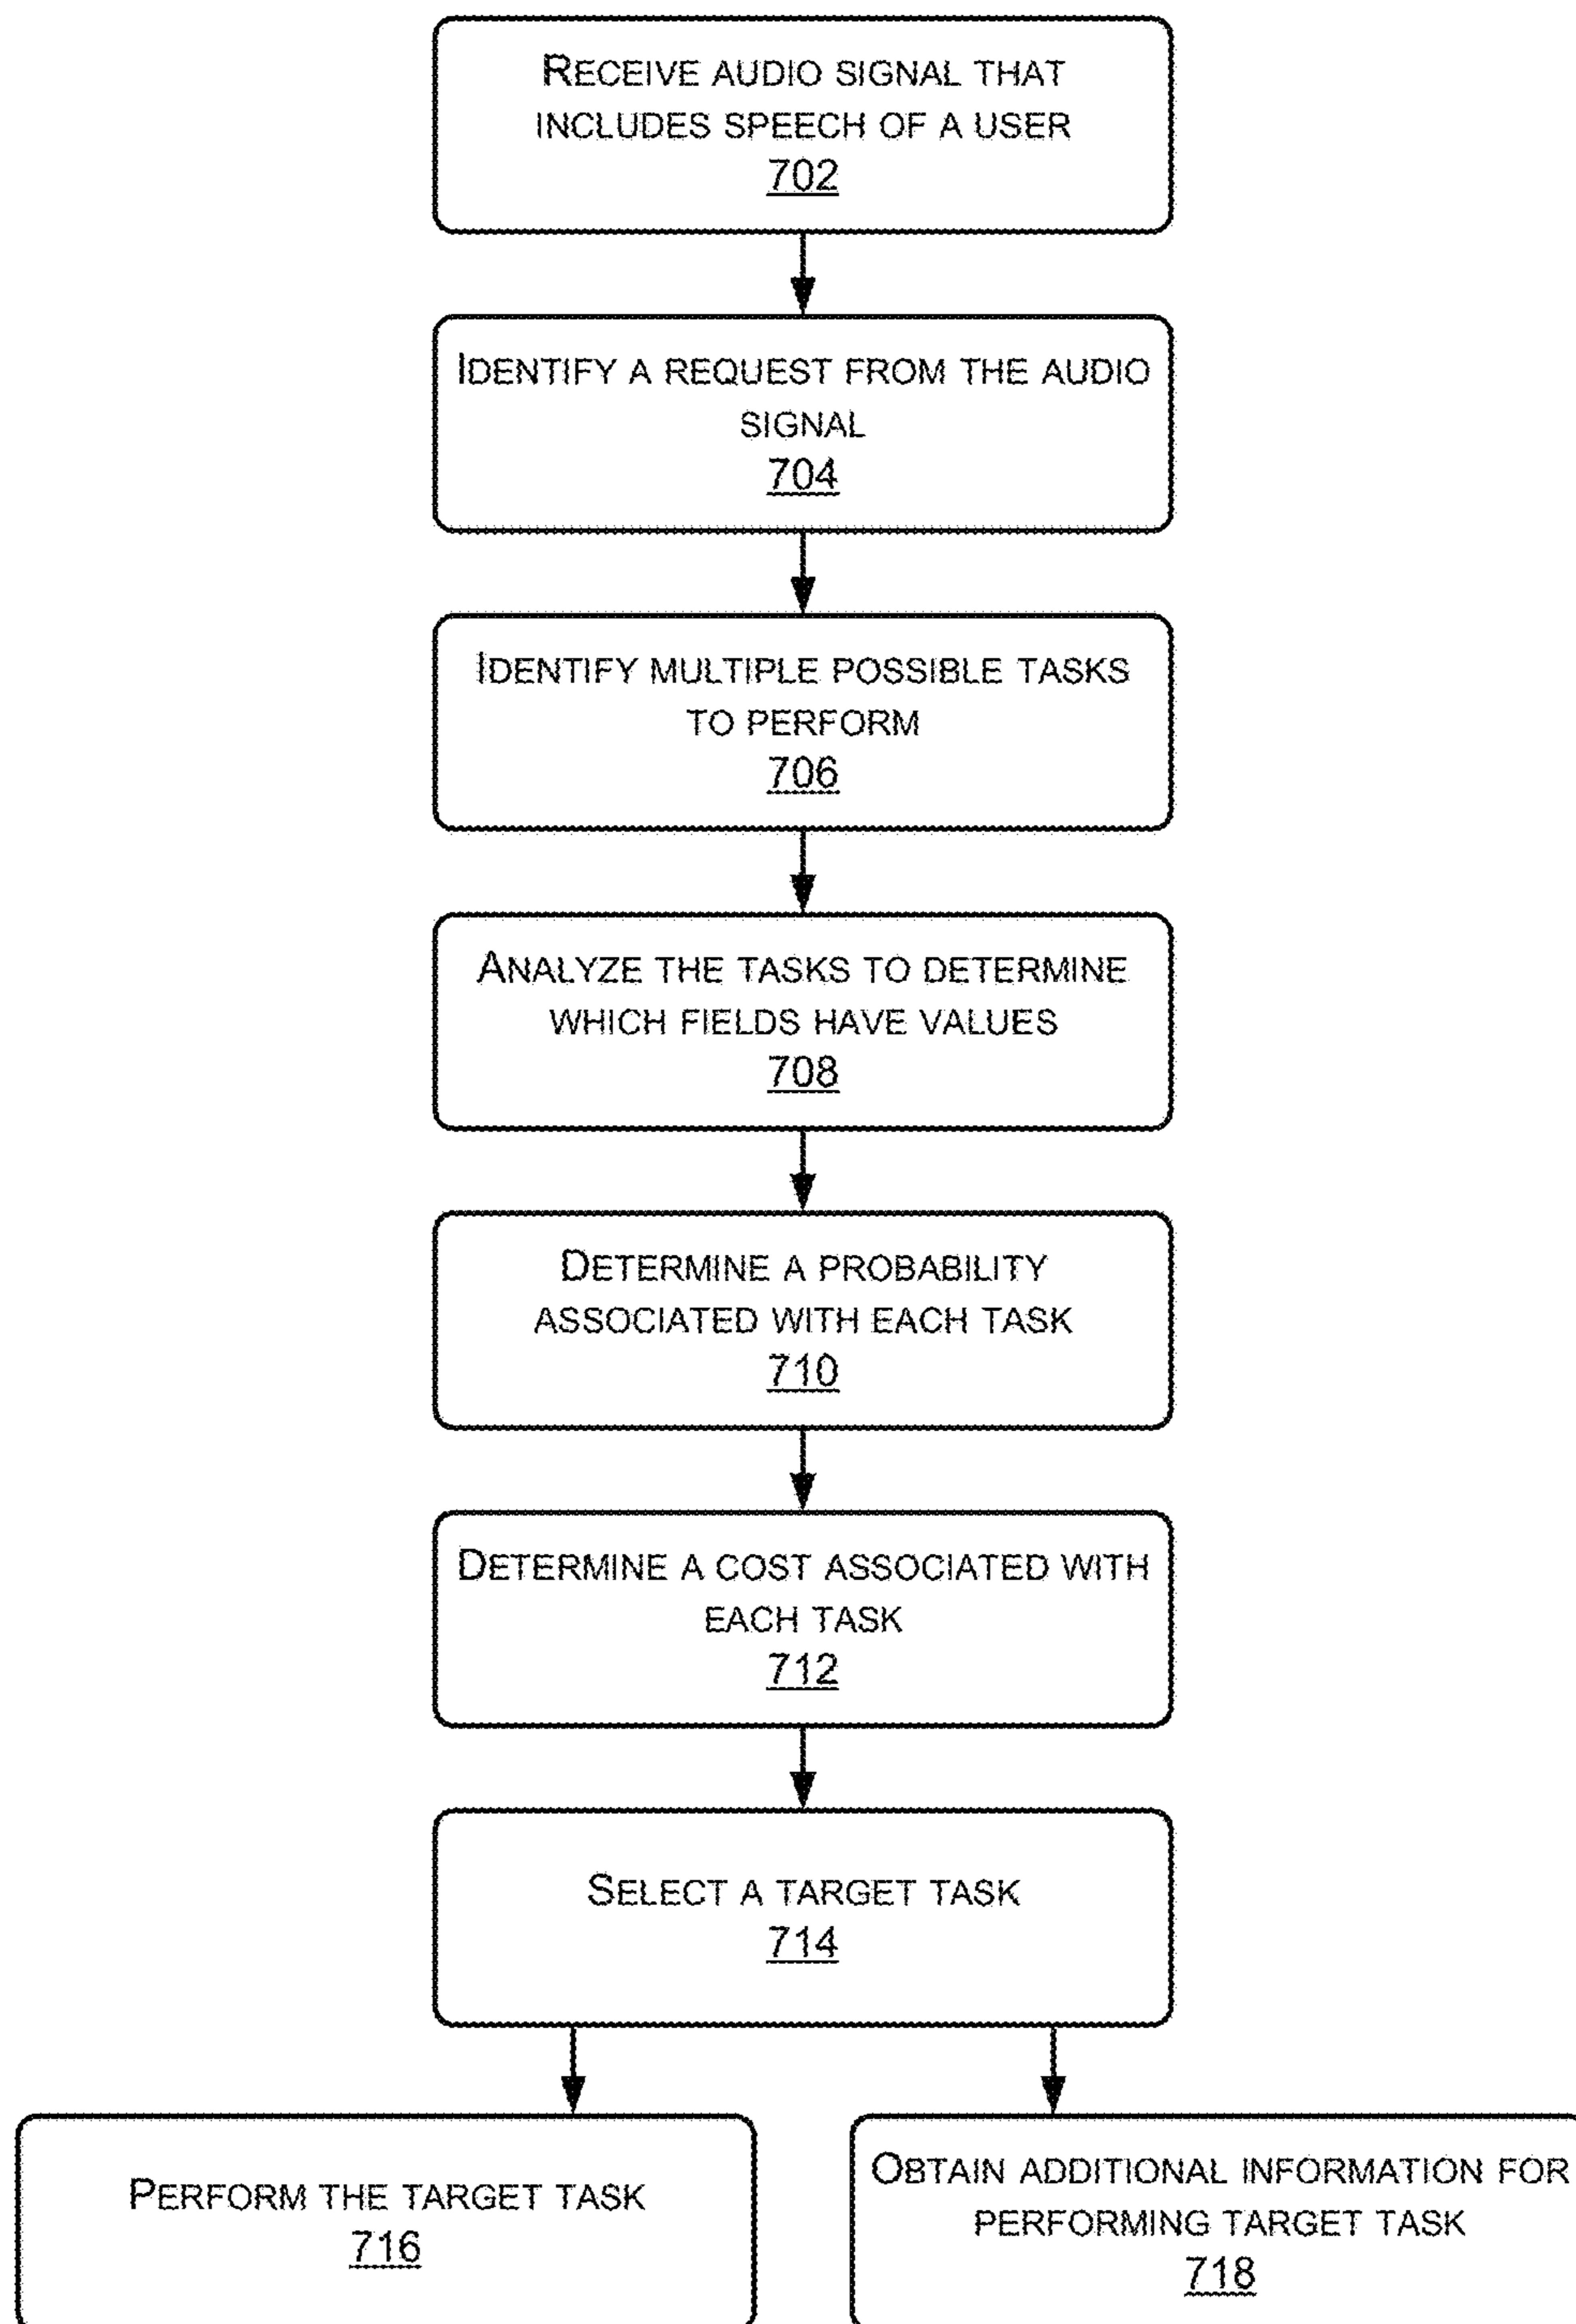 RECEIVE AUDIO SIGNAL THAT
INCLUDES SPEECH OF A USER
702
IDENTIFY A REQUEST FROM THE AUDIO
SIGNAL
704
IDENTIFY MULTIPLE POSSIBLE TASKS
TO PERFORM
706
ANALYZE THE TASKS TO DETERMINE
WHICH FIELDS HAVE VALUES
708
DETERMINE A PROBABILITY
ASSOCIATED WITH EACH TASK
710
DETERMINE A COST ASSOCIATED WITH
EACH TASK
712
SELECT A TARGET TASK
714
PERFORM THE TARGET TASK
716
OBTAIN ADDITIONAL INFORMATION FOR
PERFORMING TARGET TASK
718